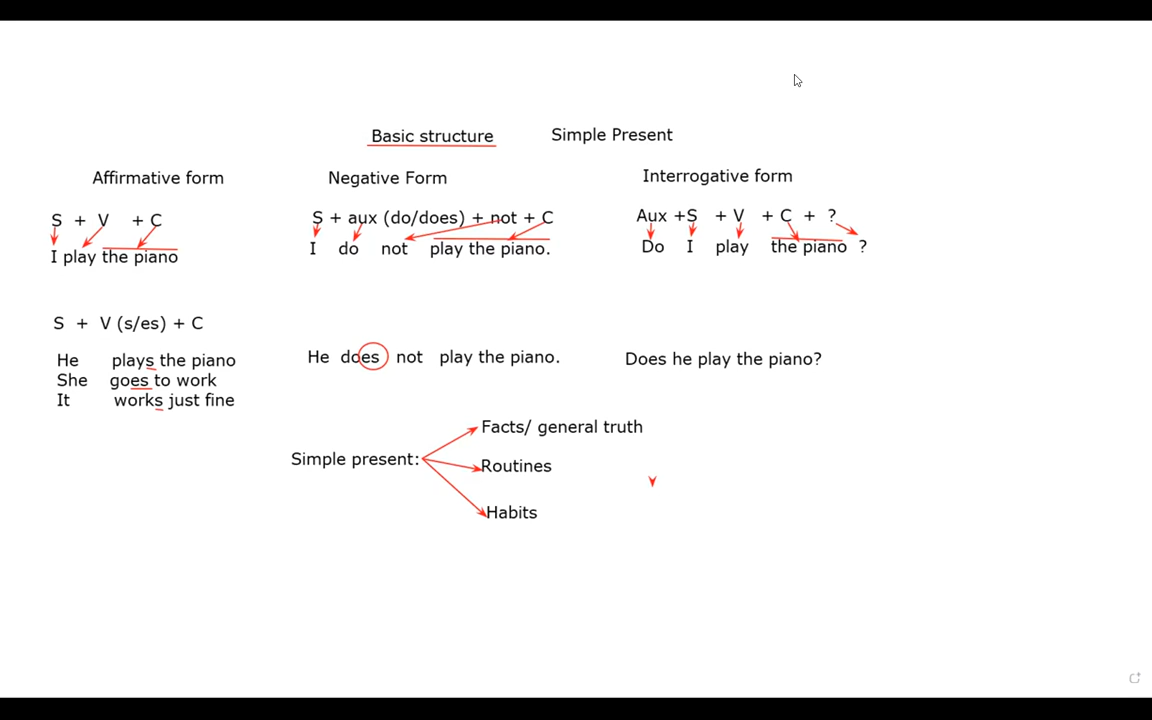 Basic structure Simple Present
Affirmative form
S + V + C
I play the piano
Negative Form
S + aux (do/does) + not + C
I do not play the piano.
Interrogative form
Aux +S + V + C + ?
Do I play the piano ?
S + V (s/es) + C
He plays the piano
She goes to work
It works just fine
He does not play the piano.
Does he play the piano?
Simple present:
Facts/ general truth
Routines
Habits